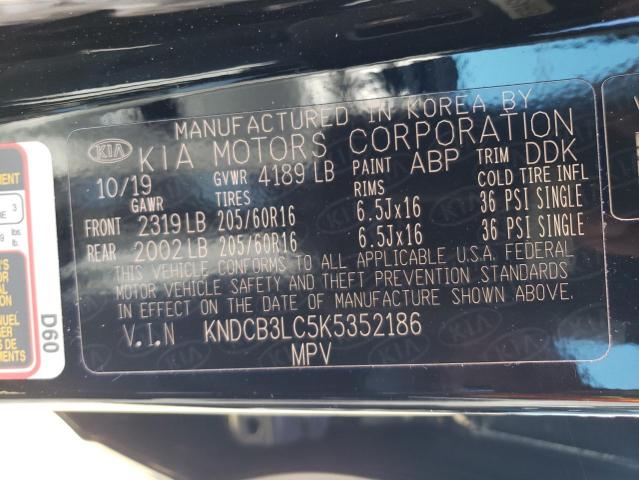 MANUFACTURED IN KOREA BY
KIA KIA MOTORS CORPORATION
10/19 GVWR 4189 LB PAINT ABP TRIM DDK
GAWR TIRES RIMS COLD TIRE INFL
FRONT 2319 LB 205/60R16 6.5Jx16 36 PSI SINGLE
REAR 2002 LB 205/60R16 6.5Jx16 36 PSI SINGLE
THIS VEHICLE CONFORMS TO ALL APPLICABLE U.S.A. FEDERAL
MOTOR VEHICLE SAFETY AND THEFT PREVENTION STANDARDS
IN EFFECT ON THE DATE OF MANUFACTURE SHOWN ABOVE.
V.I.N KNDCB3LC5K5352186
MPV
D60
3
lbs.